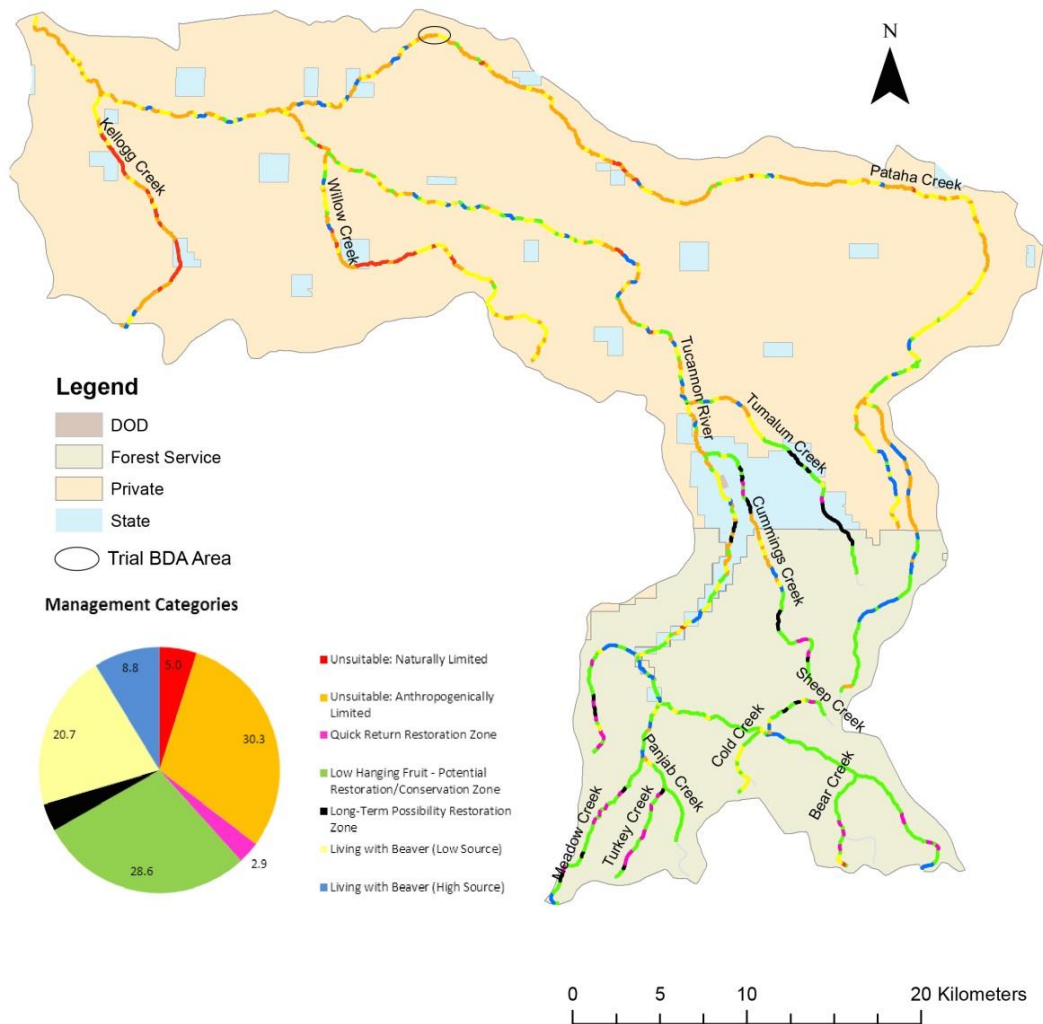 N
Kellogg Creek
Willow Creek
Pataha Creek
Tucannon River
Tumalum Creek
Cummings Creek
Sheep Creek
Cold Creek
Panjab Creek
Bear Creek
Meadow Creek
Turkey Creek
Legend
DOD
Forest Service
Private
State
Trial BDA Area
Management Categories
8.8
5.0
30.3
20.7
28.6
2.9
Unsuitable: Naturally Limited
Unsuitable: Anthropogenically
Limited
Quick Return Restoration Zone
Low Hanging Fruit - Potential
Restoration/Conservation Zone
Long-Term Possibility Restoration
Zone
Living with Beaver (Low Source)
Living with Beaver (High Source)
0 5 10 20 Kilometers